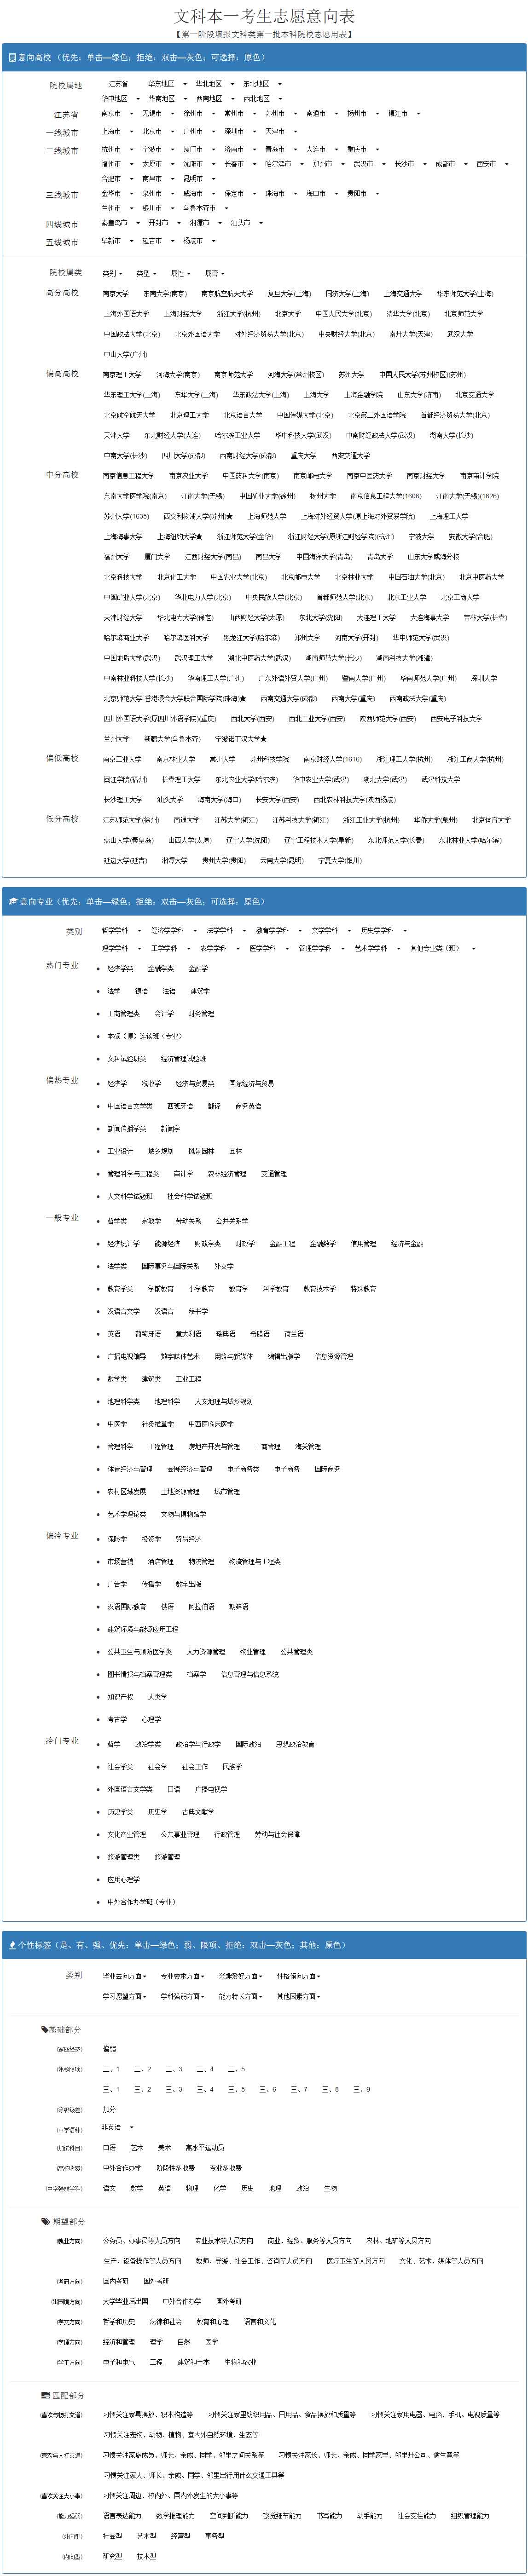 文科本一考生志愿意向表
【第一阶段填报文科类第一批本科院校志愿用表】
意向高校（优先：单击—绿色；拒绝：双击—灰色；可选择：原色）
院校属地 江苏省 华东地区 华北地区 东北地区
华中地区 华南地区 西南地区 西北地区
江苏省 南京市 无锡市 徐州市 常州市 苏州市 南通市 扬州市 镇江市
一线城市 上海市 北京市 广州市 深圳市 天津市
二线城市 杭州市 宁波市 厦门市 济南市 青岛市 大连市 重庆市
福州市 太原市 沈阳市 长春市 哈尔滨市 郑州市 武汉市 长沙市 成都市 西安市
合肥市 南昌市 昆明市
三线城市 金华市 泉州市 威海市 保定市 珠海市 海口市 贵阳市
兰州市 银川市 乌鲁木齐市
四线城市 秦皇岛市 开封市 湘潭市 汕头市
五线城市 阜新市 延吉市 杨凌市
院校属类 类别 类型 属性 属管
高分高校 南京大学 东南大学(南京) 南京航空航天大学 复旦大学(上海) 同济大学(上海) 上海交通大学 华东师范大学(上海)
上海外国语大学 上海财经大学 浙江大学(杭州) 北京大学 中国人民大学(北京) 清华大学(北京) 北京师范大学
中国政法大学(北京) 北京外国语大学 对外经济贸易大学(北京) 中央财经大学(北京) 南开大学(天津) 武汉大学
中山大学(广州)
偏高高校 南京理工大学 河海大学(南京) 南京师范大学 河海大学(常州校区) 苏州大学 中国人民大学(苏州校区)(苏州)
华东理工大学(上海) 东华大学(上海) 华东政法大学(上海) 上海大学 上海金融学院 山东大学(济南) 北京交通大学
北京航空航天大学 北京理工大学 北京语言大学 中国传媒大学(北京) 北京第二外国语学院 首都经济贸易大学(北京)
天津大学 东北财经大学(大连) 哈尔滨工业大学 华中科技大学(武汉) 中南财经政法大学(武汉) 湖南大学(长沙)
中南大学(长沙) 四川大学(成都) 西南财经大学(成都) 重庆大学 西安交通大学
中分高校 南京信息工程大学 南京农业大学 中国药科大学(南京) 南京邮电大学 南京中医药大学 南京财经大学 南京审计学院
东南大学医学院(南京) 江南大学(无锡) 中国矿业大学(徐州) 扬州大学 南京信息工程大学(1606) 江南大学(无锡)(1626)
苏州大学(1635) 西交利物浦大学(苏州)★ 上海师范大学 上海对外经贸大学(原上海对外贸易学院) 上海理工大学
上海海事大学 上海纽约大学★ 浙江师范大学(金华) 浙江财经大学(原浙江财经学院)(杭州) 宁波大学 安徽大学(合肥)
福州大学 厦门大学 江西财经大学(南昌) 南昌大学 中国海洋大学(青岛) 青岛大学 山东大学威海分校
北京科技大学 北京化工大学 中国农业大学(北京) 北京邮电大学 北京林业大学 中国石油大学(北京) 北京中医药大学
中国矿业大学(北京) 华北电力大学(北京) 中央民族大学(北京) 首都师范大学(北京) 北京工业大学 北京工商大学
天津财经大学 华北电力大学(保定) 山西财经大学(太原) 东北大学(沈阳) 大连理工大学 大连海事大学 吉林大学(长春)
哈尔滨商业大学 哈尔滨医科大学 黑龙江大学(哈尔滨) 郑州大学 河南大学(开封) 华中师范大学(武汉)
中国地质大学(武汉) 武汉理工大学 湖北中医药大学(武汉) 湖南师范大学(长沙) 湖南科技大学(湘潭)
中南林业科技大学(长沙) 华南理工大学(广州) 广东外语外贸大学(广州) 暨南大学(广州) 华南师范大学(广州) 深圳大学
北京师范大学-香港浸会大学联合国际学院(珠海)★ 西南交通大学(成都) 西南大学(重庆) 西南政法大学(重庆)
四川外国语大学(原四川外语学院)(重庆) 西北大学(西安) 西北工业大学(西安) 陕西师范大学(西安) 西安电子科技大学
兰州大学 新疆大学(乌鲁木齐) 宁波诺丁汉大学★
偏低高校 南京工业大学 南京林业大学 常州大学 苏州科技学院 南京财经大学(1616) 浙江理工大学(杭州) 浙江工商大学(杭州)
闽江学院(福州) 长春理工大学 东北农业大学(哈尔滨) 华中农业大学(武汉) 湖北大学(武汉) 武汉科技大学
长沙理工大学 汕头大学 海南大学(海口) 长安大学(西安) 西北农林科技大学(陕西杨凌)
低分高校 江苏师范大学(徐州) 南通大学 江苏大学(镇江) 江苏科技大学(镇江) 浙江工业大学(杭州) 华侨大学(泉州) 北京体育大学
燕山大学(秦皇岛) 山西大学(太原) 辽宁大学(沈阳) 辽宁工程技术大学(阜新) 东北师范大学(长春) 东北林业大学(哈尔滨)
延边大学(延吉) 湘潭大学 贵州大学(贵阳) 云南大学(昆明) 宁夏大学(银川)
意向专业（优先：单击—绿色；拒绝：双击—灰色；可选择：原色）
类别 哲学学科 经济学学科 法学学科 教育学学科 文学学科 历史学学科
理学学科 工学学科 农学学科 医学学科 管理学学科 艺术学学科 其他专业类（班）
热门专业 经济学类 金融学类 金融学
法学 德语 法语 建筑学
工商管理类 会计学 财务管理
本硕（博）连读班（专业）
文科试验班类 经济管理试验班
偏热专业 经济学 税收学 经济与贸易类 国际经济与贸易
中国语言文学类 西班牙语 翻译 商务英语
新闻传播学类 新闻学
工业设计 城乡规划 风景园林 园林
管理科学与工程类 审计学 农林经济管理 交通管理
人文科学试验班 社会科学试验班
一般专业 哲学类 宗教学 劳动关系 公共关系学
经济统计学 能源经济 财政学类 财政学 金融工程 金融数学 信用管理 经济与金融
法学类 国际事务与国际关系 外交学
教育学类 学前教育 小学教育 教育学 科学教育 教育技术学 特殊教育
汉语言文学 汉语言 秘书学
英语 葡萄牙语 意大利语 瑞典语 希腊语 荷兰语
广播电视编导 数字媒体艺术 网络与新媒体 编辑出版学 信息资源管理
数学类 建筑类 工业工程
地理科学类 地理科学 人文地理与城乡规划
中医学 针灸推拿学 中西医临床医学
管理科学 工程管理 房地产开发与管理 工商管理 海关管理
体育经济与管理 会展经济与管理 电子商务类 电子商务 国际商务
农村区域发展 土地资源管理 城市管理
艺术学理论类 文物与博物馆学
偏冷专业 保险学 投资学 贸易经济
市场营销 酒店管理 物流管理 物流管理与工程类
广告学 传播学 数字出版
汉语国际教育 俄语 阿拉伯语 朝鲜语
建筑环境与能源应用工程
公共卫生与预防医学类 人力资源管理 物业管理 公共管理类
图书情报与档案管理类 档案学 信息管理与信息系统
知识产权 人类学
考古学 心理学
冷门专业 哲学 政治学类 政治学与行政学 国际政治 思想政治教育
社会学类 社会学 社会工作 民族学
外国语言文学类 日语 广播电视学
历史学类 历史学 古典文献学
文化产业管理 公共事业管理 行政管理 劳动与社会保障
旅游管理类 旅游管理
应用心理学
中外合作办学班（专业）
个性标签（是、有、强、优先：单击—绿色；弱、限项、拒绝：双击—灰色；其他：原色）
类别 毕业去向方面 专业要求方面 兴趣爱好方面 性格倾向方面
学习愿望方面 学科强弱方面 能力特长方面 其他因素方面
基础部分
(家庭经济) 偏弱
(体检限项) 二、1 二、2 二、3 二、4 二、5
三、1 三、2 三、3 三、4 三、5 三、6 三、7 三、8 三、9
(等级级差) 加分
(中学语种) 非英语
(加试科目) 口语 艺术 美术 高水平运动员
(高校收费) 中外合作办学 阶段性多收费 专业多收费
(中学强弱学科) 语文 数学 英语 物理 化学 历史 地理 政治 生物
期望部分
(就业方向) 公务员、办事员等人员方向 专业技术等人员方向 商业、经贸、服务等人员方向 农林、地矿等人员方向
生产、设备操作等人员方向 教师、导游、社会工作、咨询等人员方向 医疗卫生等人员方向 文化、艺术、媒体等人员方向
(考研方向) 国内考研 国外考研
(出国境方向) 大学毕业后出国 中外合作办学 国外考研
(学文方向) 哲学和历史 法律和社会 教育和心理 语言和文化
(学理方向) 经济和管理 理学 自然 医学
(学工方向) 电子和电气 工程 建筑和土木 生物和农业
匹配部分
(喜欢与物打交道) 习惯关注家具摆放、积木构造等 习惯关注家里纺织用品、日用品、食品摆放和质量等 习惯关注家用电器、电脑、手机、电视质量等
习惯关注宠物、动物、植物、室内外自然环境、生态等
(喜欢与人打交道) 习惯关注家庭成员、师长、亲戚、同学、邻里之间关系等 习惯关注家长、师长、亲戚、同学家里、邻里开公司、做生意等
习惯关注家人、师长、亲戚、同学、邻里出行用什么交通工具等
(喜欢关注大小事) 习惯关注周边、校内外、国内外发生的大小事等
(能力强弱) 语言表达能力 数学推理能力 空间判断能力 察觉细节能力 书写能力 动手能力 社会交往能力 组织管理能力
(外向型) 社会型 艺术型 经营型 事务型
(内向型) 研究型 技术型